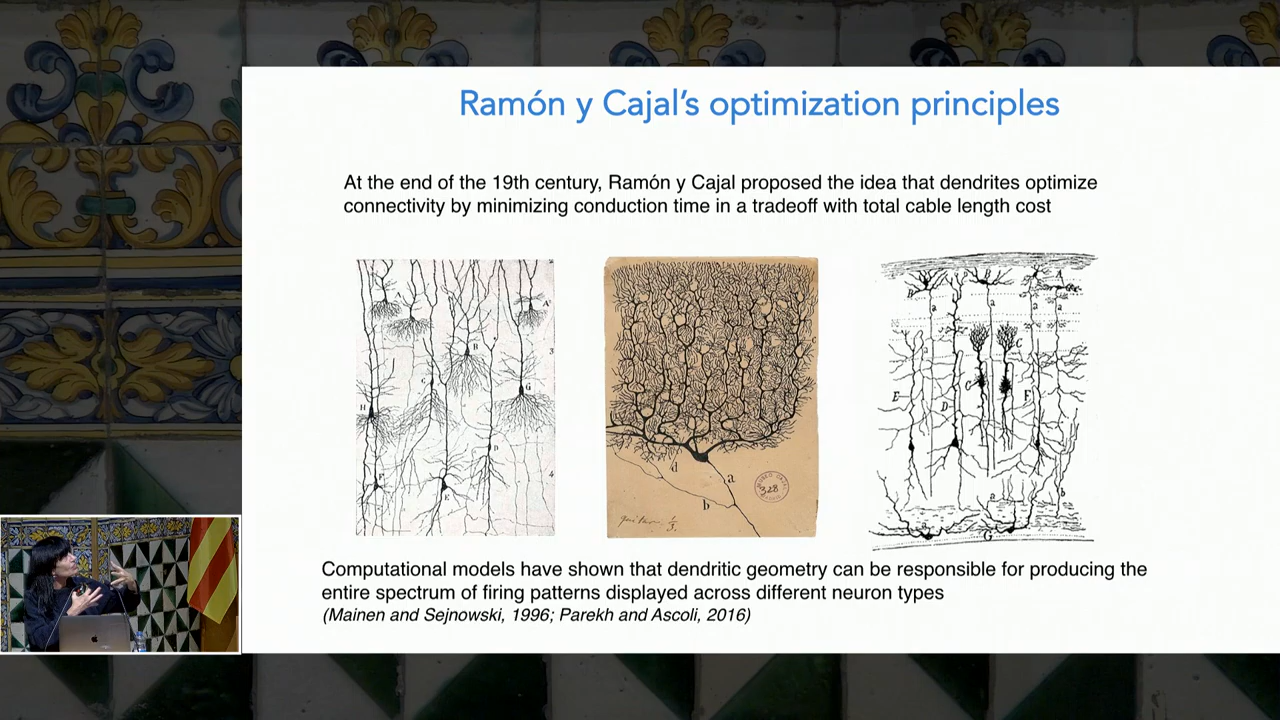 Ramón y Cajal's optimization principles
At the end of the 19th century, Ramón y Cajal proposed the idea that dendrites optimize
connectivity by minimizing conduction time in a tradeoff with total cable length cost
A
B
G
H
D
E
3
4
c
d
a
b
328
B
A
a
a
a
C
C
E
D
F
a
b
G
Computational models have shown that dendritic geometry can be responsible for producing the
entire spectrum of firing patterns displayed across different neuron types
(Mainen and Sejnowski, 1996; Parekh and Ascoli, 2016)